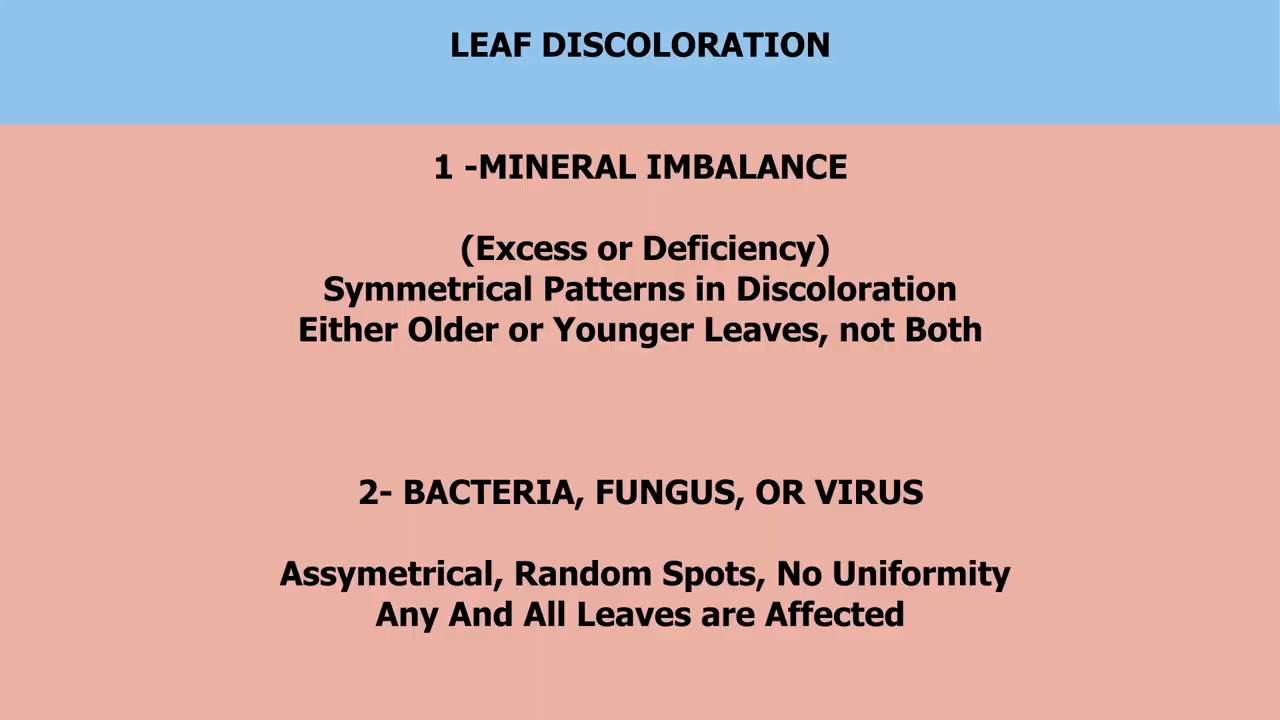 LEAF DISCOLORATION
1 -MINERAL IMBALANCE
(Excess or Deficiency)
Symmetrical Patterns in Discoloration
Either Older or Younger Leaves, not Both
2- BACTERIA, FUNGUS, OR VIRUS
Assymetrical, Random Spots, No Uniformity
Any And All Leaves are Affected